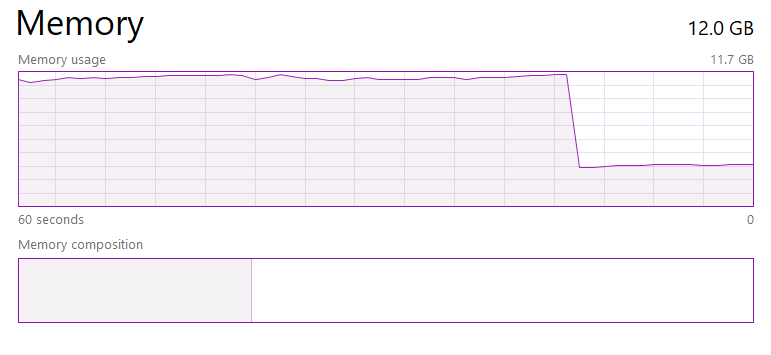 Memory
12.0 GB
Memory usage
11.7 GB
60 seconds
0
Memory composition